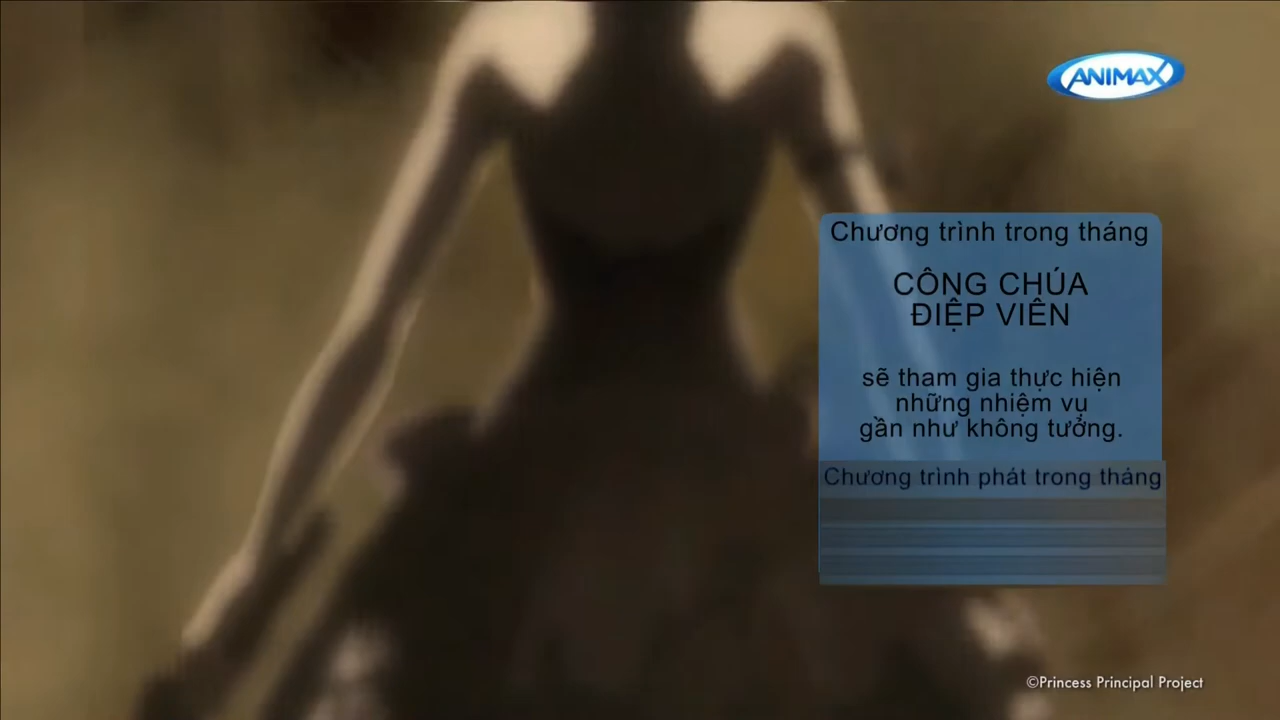 ANIMAX
Chương trình trong tháng
CÔNG CHÚA
ĐIỆP VIÊN
sẽ tham gia thực hiện
những nhiệm vụ
gần như không tưởng.
Chương trình phát trong tháng
©Princess Principal Project